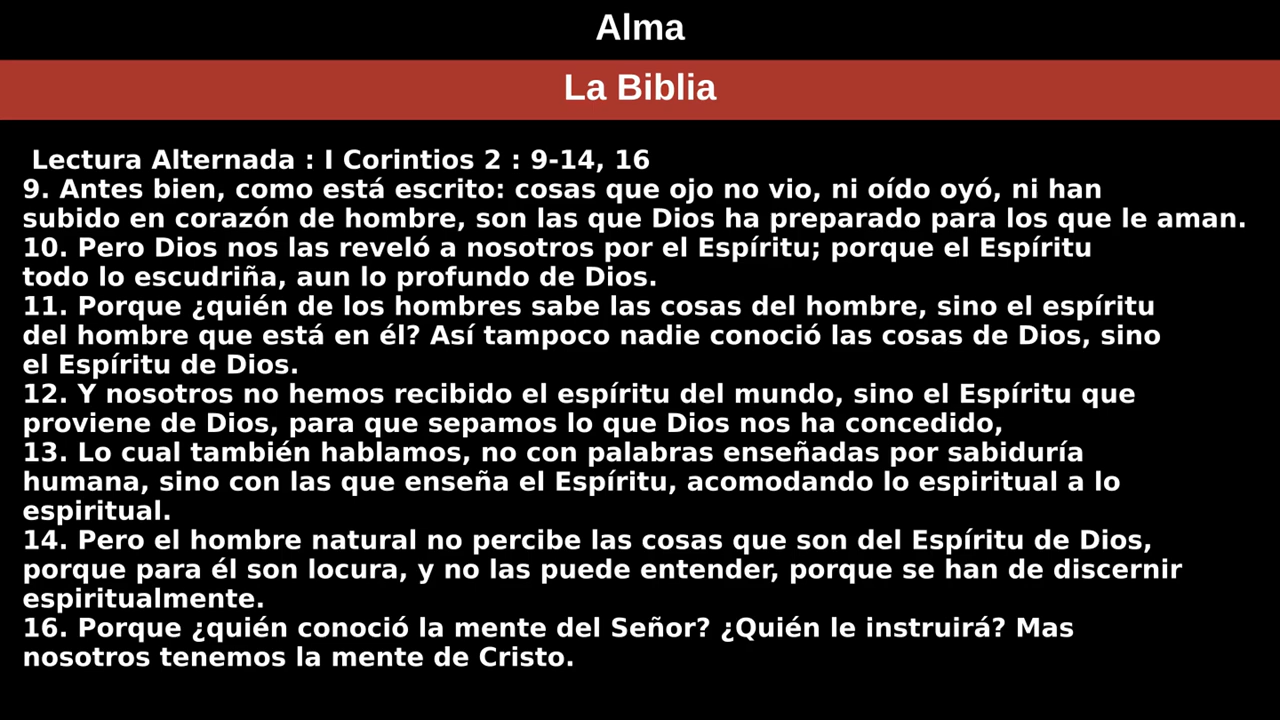 Alma
La Biblia
Lectura Alternada : I Corintios 2 : 9-14, 16
9. Antes bien, como está escrito: cosas que ojo no vio, ni oído oyó, ni han
subido en corazón de hombre, son las que Dios ha preparado para los que le aman.
10. Pero Dios nos las reveló a nosotros por el Espíritu; porque el Espíritu
todo lo escudriña, aun lo profundo de Dios.
11. Porque ¿quién de los hombres sabe las cosas del hombre, sino el espíritu
del hombre que está en él? Así tampoco nadie conoció las cosas de Dios, sino
el Espíritu de Dios.
12. Y nosotros no hemos recibido el espíritu del mundo, sino el Espíritu que
proviene de Dios, para que sepamos lo que Dios nos ha concedido,
13. Lo cual también hablamos, no con palabras enseñadas por sabiduría
humana, sino con las que enseña el Espíritu, acomodando lo espiritual a lo
espiritual.
14. Pero el hombre natural no percibe las cosas que son del Espíritu de Dios,
porque para él son locura, y no las puede entender, porque se han de discernir
espiritualmente.
16. Porque ¿quién conoció la mente del Señor? ¿Quién le instruirá? Mas
nosotros tenemos la mente de Cristo.